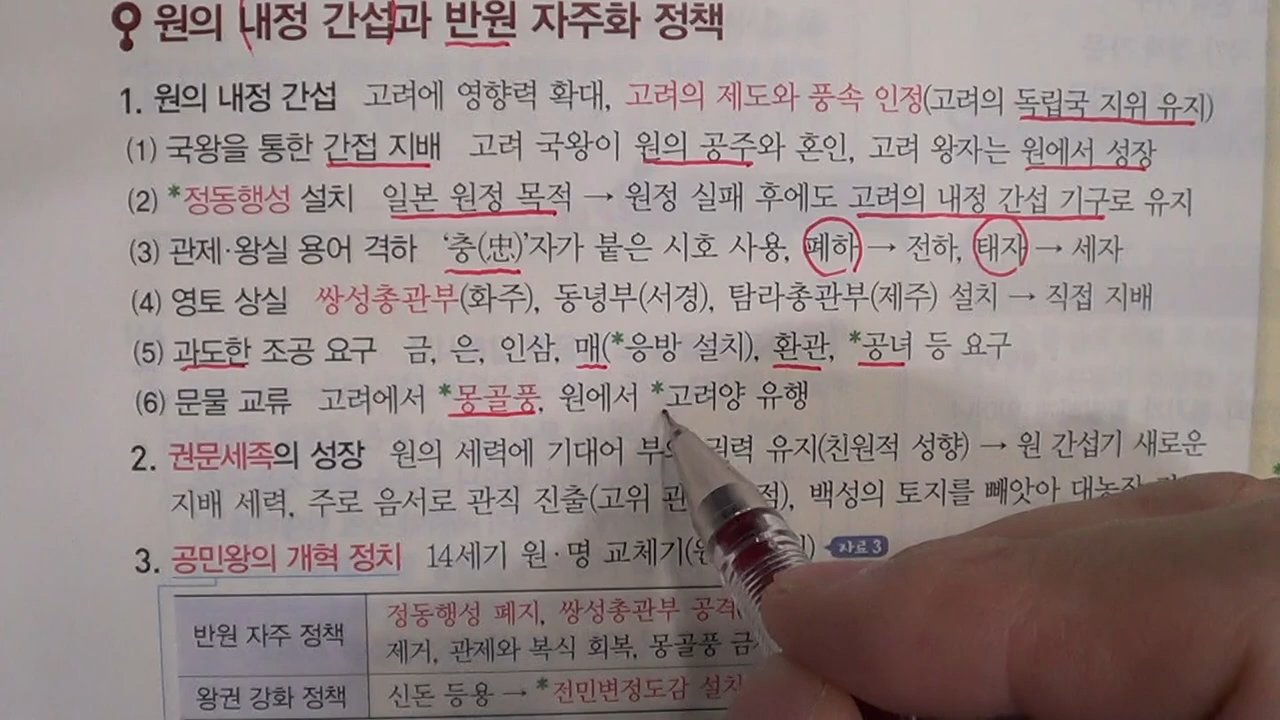 원의 내정 간섭과 반원 자주화 정책
1. 원의 내정 간섭 고려에 영향력 확대, 고려의 제도와 풍속 인정(고려의 독립국 지위 유지)
(1) 국왕을 통한 간접 지배 고려 국왕이 원의 공주와 혼인, 고려 왕자는 원에서 성장
(2) *정동행성 설치 일본 원정 목적 → 원정 실패 후에도 고려의 내정 간섭 기구로 유지
(3) 관제·왕실 용어 격하 '충(忠)'자가 붙은 시호 사용, 폐하 → 전하, 태자 → 세자
(4) 영토 상실 쌍성총관부(화주), 동녕부(서경), 탐라총관부(제주) 설치 → 직접 지배
(5) 과도한 조공 요구 금, 은, 인삼, 매(*응방 설치), 환관, *공녀 등 요구
(6) 문물 교류 고려에서 *몽골풍, 원에서 *고려양 유행
2. 권문세족의 성장 원의 세력에 기대어 유지(친원적 성향) → 원 간섭기 새로운
지배 세력, 주로 음서로 관직 진출(고위 백성의 토지를 빼앗아
3. 공민왕의 개혁 정치 14세기 원·명 교체기 자료 3
반원 자주 정책 정동행성 폐지, 쌍성총관부 공격
제거, 관제와 복식 회복, 몽골풍
왕권 강화 정책 신돈 등용 → *전민변정도감 설치